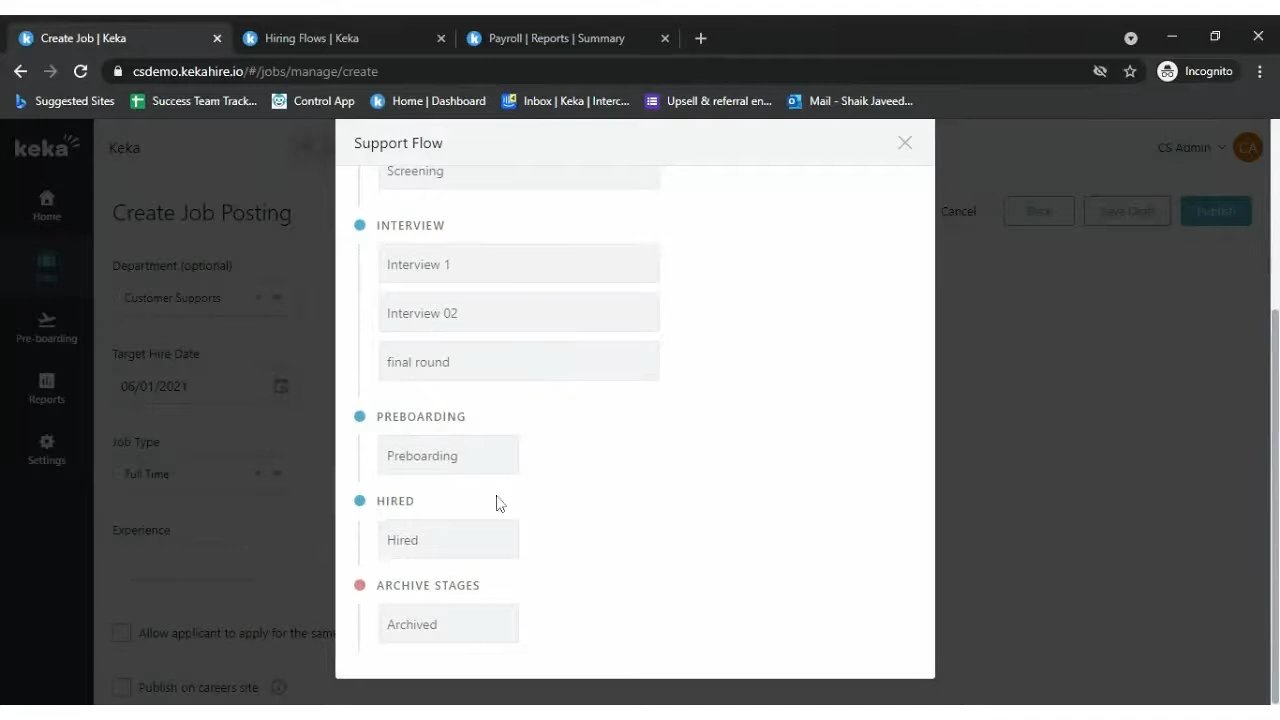 Create Job | Keka
Hiring Flows | Keka
Payroll | Reports | Summary
csdemo.kekahire.io/#/jobs/manage/create
Incognito
Suggested Sites
Success Team Track...
Control App
Home | Dashboard
Inbox | Keka | Interc...
Upsell & referral en...
Mail - Shaik Javeed...
keka
Keka
CS Admin
CA
Support Flow
Home
Pre-boarding
Reports
Settings
Create Job Posting
Cancel
Back
Save Draft
Publish
Department (optional)
Customer Supports
Target Hire Date
06/01/2021
Job Type
Full Time
Experience
Allow applicant to apply for the same
Publish on careers site
Screening
INTERVIEW
Interview 1
Interview 02
final round
PREBOARDING
Preboarding
HIRED
Hired
ARCHIVE STAGES
Archived